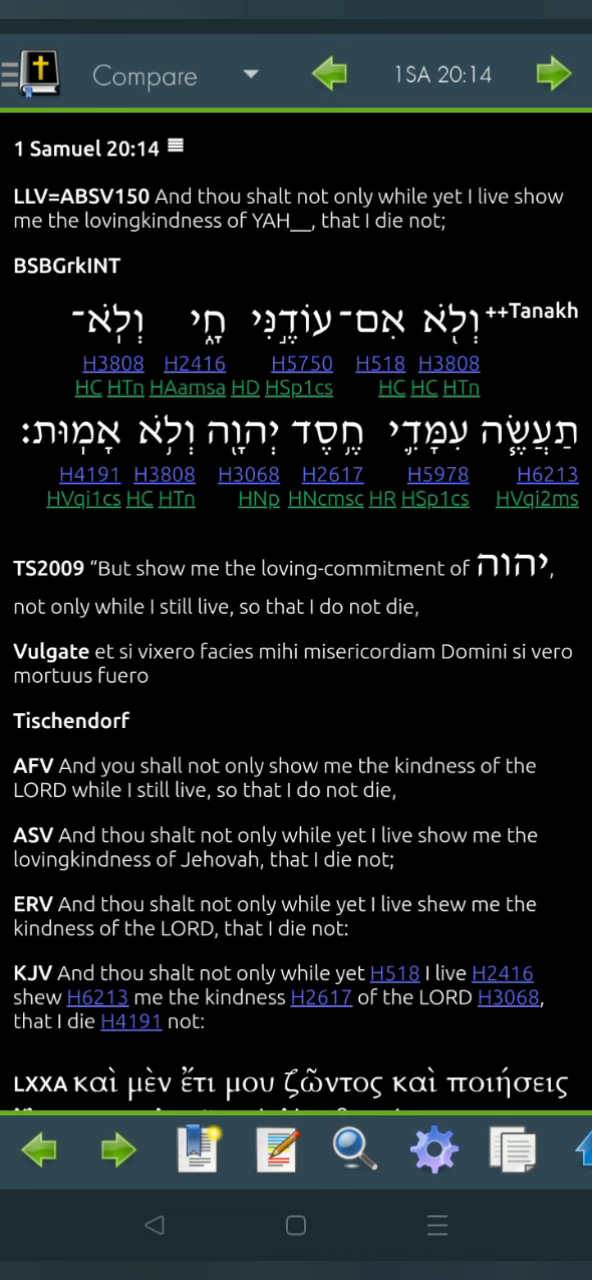 Compare
1SA 20:14
1 Samuel 20:14
LLV=ABSV150 And thou shalt not only while yet I live show
me the lovingkindness of YAH__, that I die not;
BSBGrkINT
++Tanakh וְלֹ֖א אִם־ עוֹדֶ֣נִּי חָ֑י וְלֹֽא־
H3808 H2416 H5750 H518 H3808
HC HTn HAamsa HD HSp1cs HC HC HTn
תַעֲשֶׂ֧ה עִמָּדִ֛י חֶ֥סֶד יְהוָ֖ה וְלֹ֥א אָמֽוּת׃
H4191 H3808 H3068 H2617 H5978 H6213
HVqi1cs HC HTn HNp HNcmsc HR HSp1cs HVqi2ms
TS2009 “But show me the loving-commitment of יהוה,
not only while I still live, so that I do not die,
Vulgate et si vixero facies mihi misericordiam Domini si vero
mortuus fuero
Tischendorf
AFV And you shall not only show me the kindness of the
LORD while I still live, so that I do not die,
ASV And thou shalt not only while yet I live show me the
lovingkindness of Jehovah, that I die not;
ERV And thou shalt not only while yet I live shew me the
kindness of the LORD, that I die not:
KJV And thou shalt not only while yet H518 I live H2416
shew H6213 me the kindness H2617 of the LORD H3068,
that I die H4191 not:
LXXA καὶ μὲν ἔτι μου ζῶντος καὶ ποιήσεις